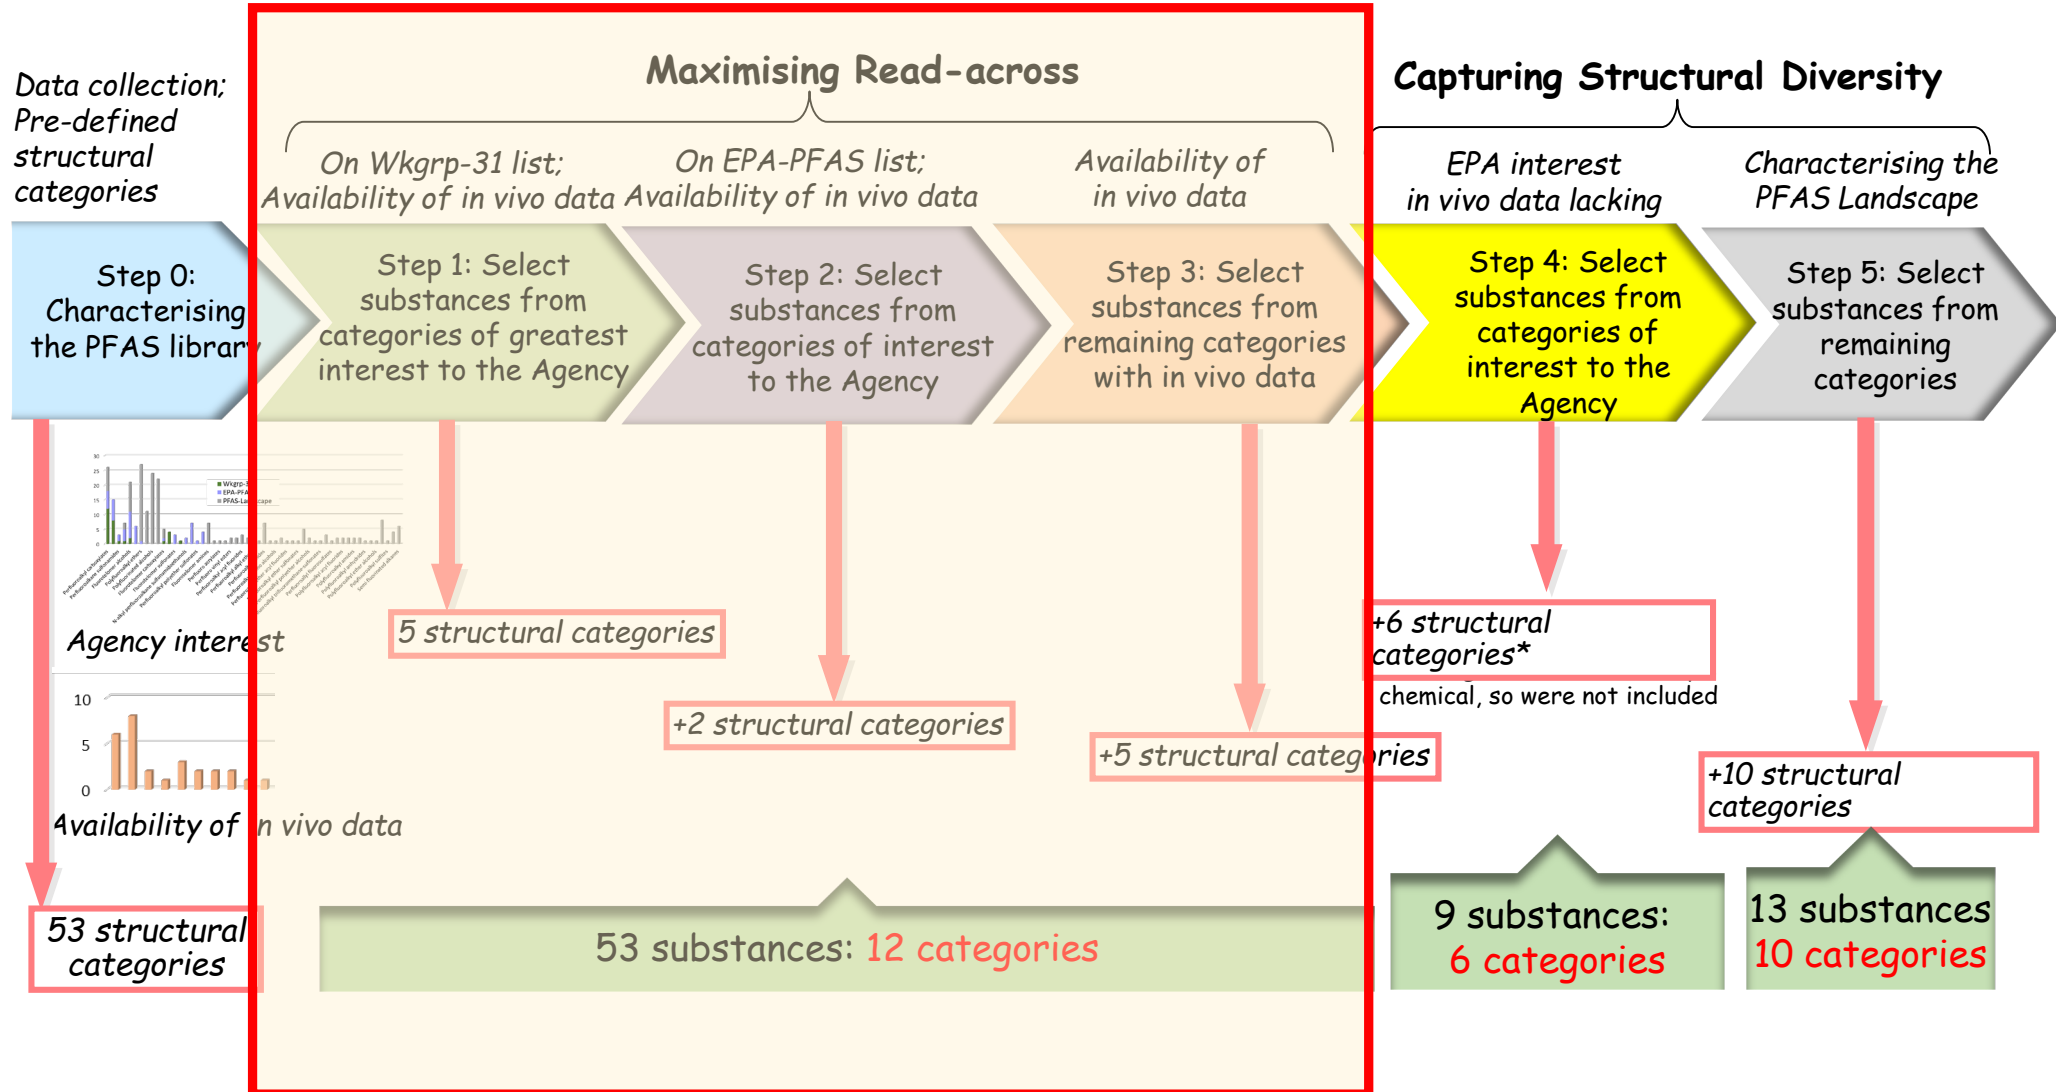 Maximising Read-across
Capturing Structural Diversity
Data collection;
Pre-defined
structural
categories
On Wkgrp-31 list;
Availability of in vivo data
On EPA-PFAS list;
Availability of in vivo data
Availability of
in vivo data
EPA interest
in vivo data lacking
Characterising the
PFAS Landscape
Step 0:
Characterising
the PFAS library
Step 1: Select
substances from
categories of greatest
interest to the Agency
Step 2: Select
substances from
categories of interest
to the Agency
Step 3: Select
substances from
remaining categories
with in vivo data
Step 4: Select
substances from
categories of
interest to the
Agency
Step 5: Select
substances from
remaining
categories
30
25
20
15
10
5
0
Agency interest
10
5
0
Availability of in vivo data
53 structural
categories
5 structural categories
+2 structural categories
+5 structural categories
+6 structural
categories*
chemical, so were not included
+10 structural
categories
53 substances: 12 categories
9 substances:
6 categories
13 substances
10 categories